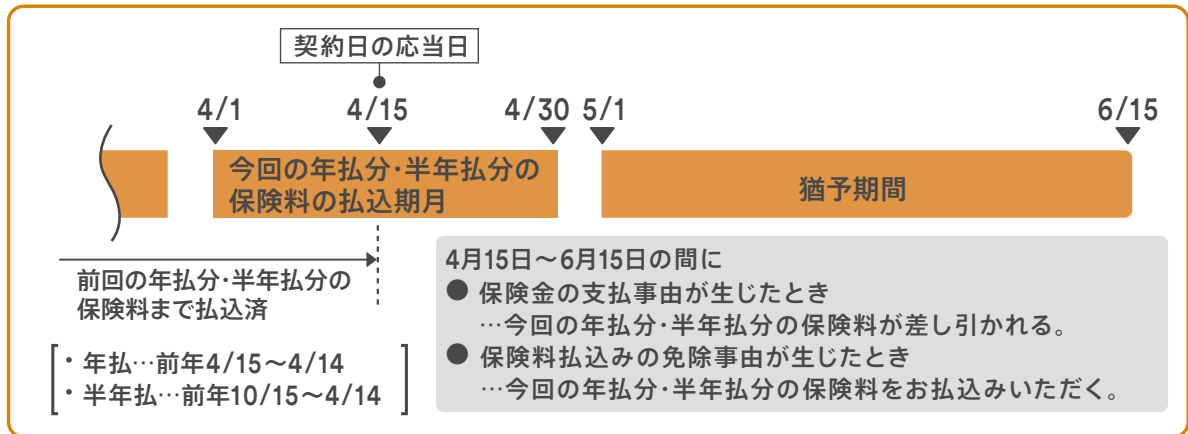 契約日の応当日
4/1
4/15
4/30
5/1
6/15
今回の年払分・半年払分の
保険料の払込期月
猶予期間
前回の年払分・半年払分の
保険料まで払込済
・年払…前年4/15～4/14
・半年払…前年10/15～4/14
4月15日～6月15日の間に
● 保険金の支払事由が生じたとき
…今回の年払分・半年払分の保険料が差し引かれる。
● 保険料払込みの免除事由が生じたとき
…今回の年払分・半年払分の保険料をお払込みいただく。